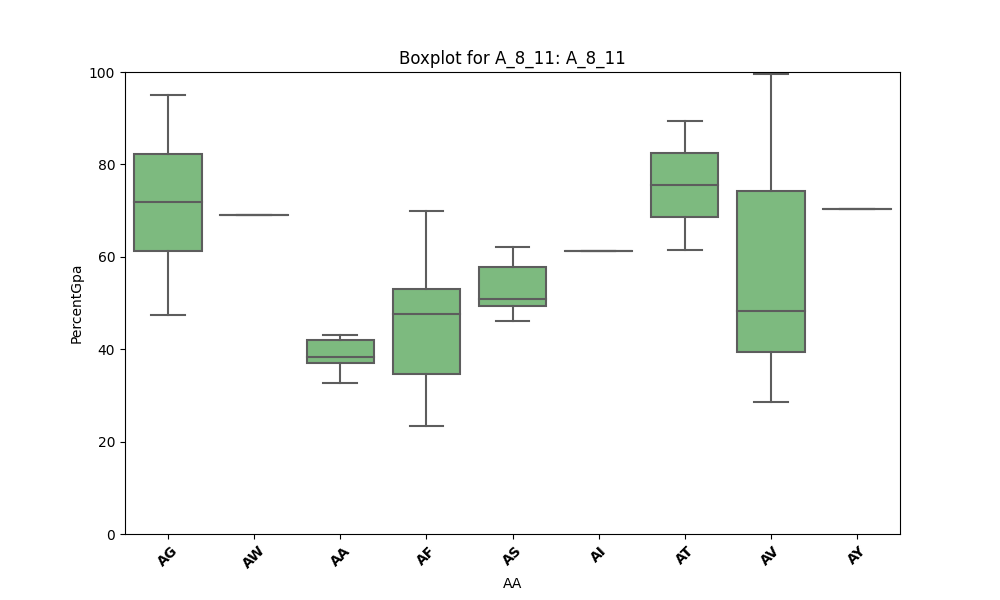 Boxplot for A_8_11: A_8_11
100
80
60
40
20
0
PercentGpa
AG
AW
AA
AF
AS
AI
AT
AV
AY
AA